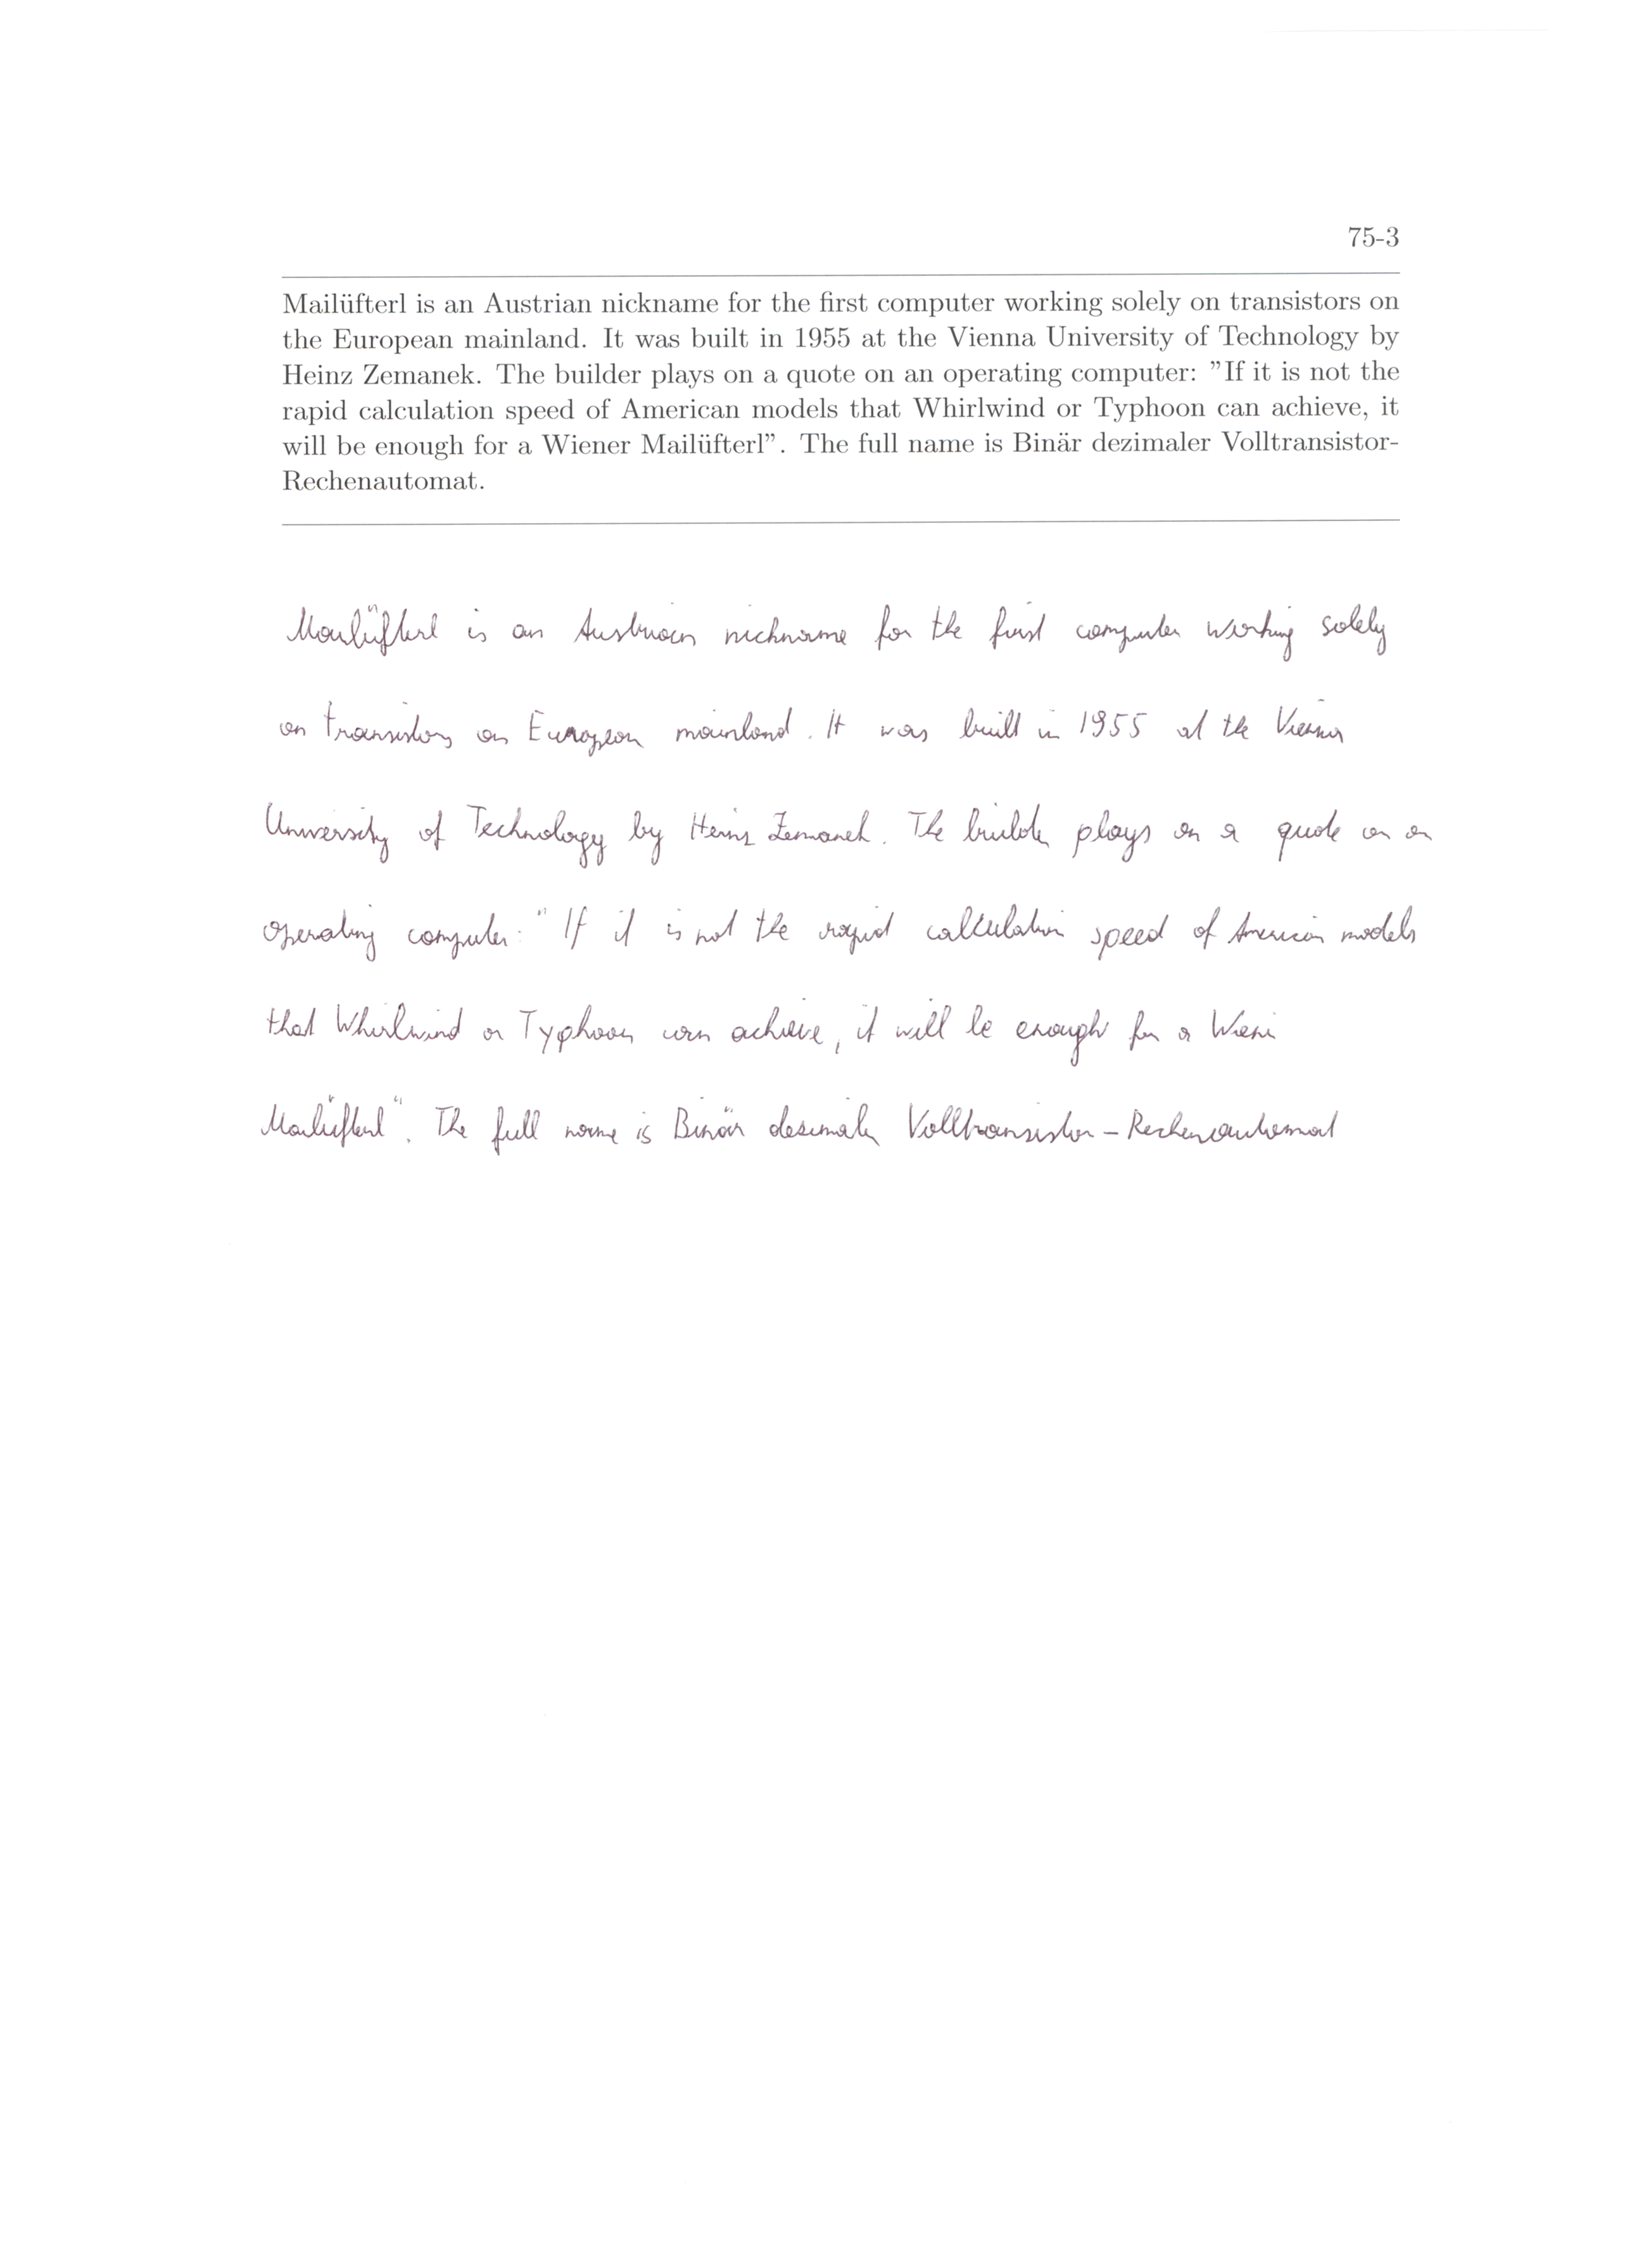 75-3
Mailüfterl is an Austrian nickname for the first computer working solely on transistors on
the European mainland. It was built in 1955 at the Vienna University of Technology by
Heinz Zemanek. The builder plays on a quote on an operating computer: ”If it is not the
rapid calculation speed of American models that Whirlwind or Typhoon can achieve, it
will be enough for a Wiener Mailüfterl”. The full name is Binär dezimaler Volltransistor-
Rechenautomat.
Mailüfterl is an Austrian nickname for the first computer working solely
on transistors on European mainland. It was built in 1955 at the Vienna
University of Technology by Heinz Zemanek. The builder plays on a quote on an
operating computer: "If it is not the rapid calculation speed of American models
that Whirlwind or Typhoon can achieve, it will be enough for a Wiener
Mailüfterl". The full name is Binär dezimaler Volltransistor-Rechenautomat